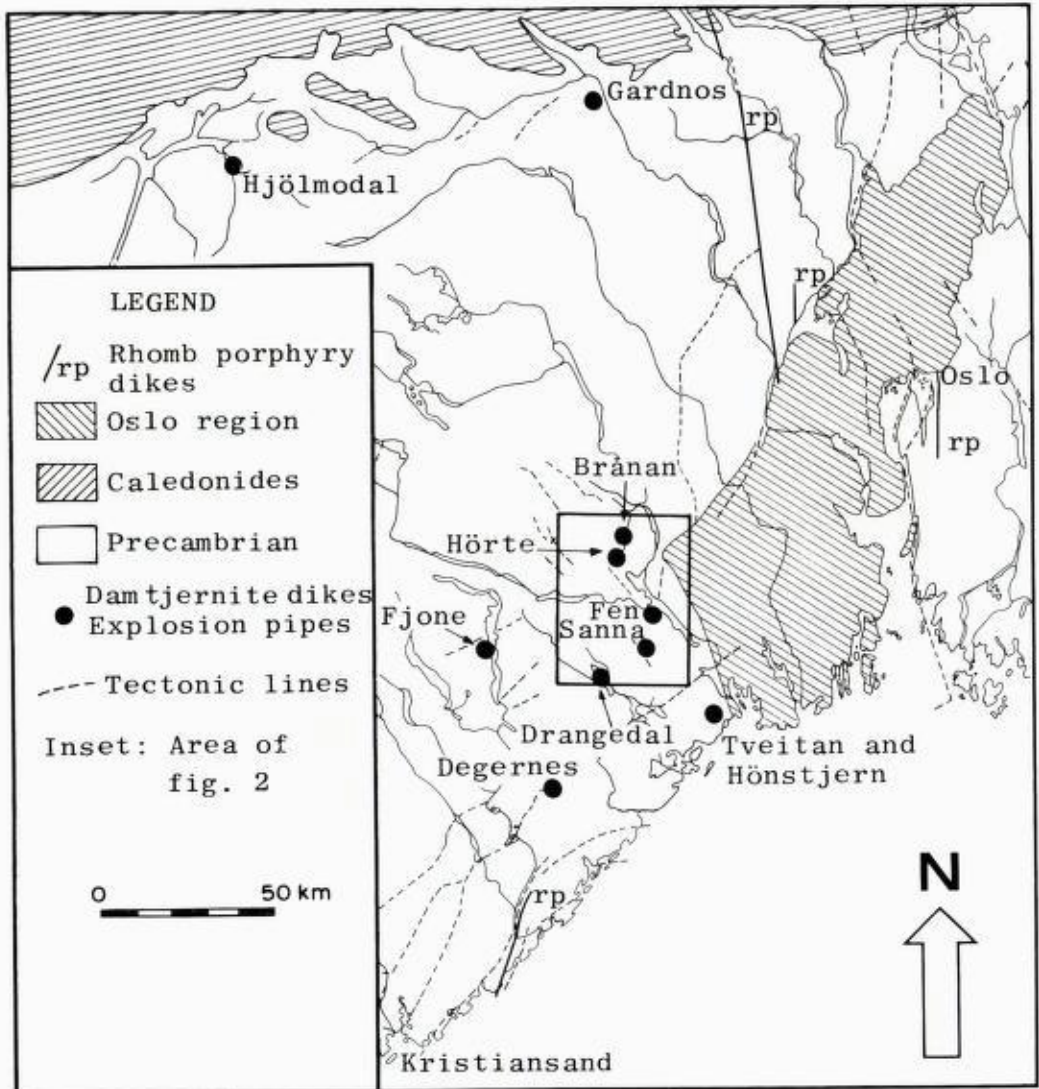 Gardnos
rp
Hjölmodal
rp
LEGEND
/rp Rhomb porphyry
dikes
Oslo region
Caledonides
Precambrian
Damtjernite dikes
Explosion pipes
Tectonic lines
Inset: Area of
fig. 2
0 50 km
Oslo
rp
Brånan
Hörte
Fen
Sanna
Fjone
Drangedal
Tveitan and
Hönstjern
Degernes
rp
N
Kristiansand